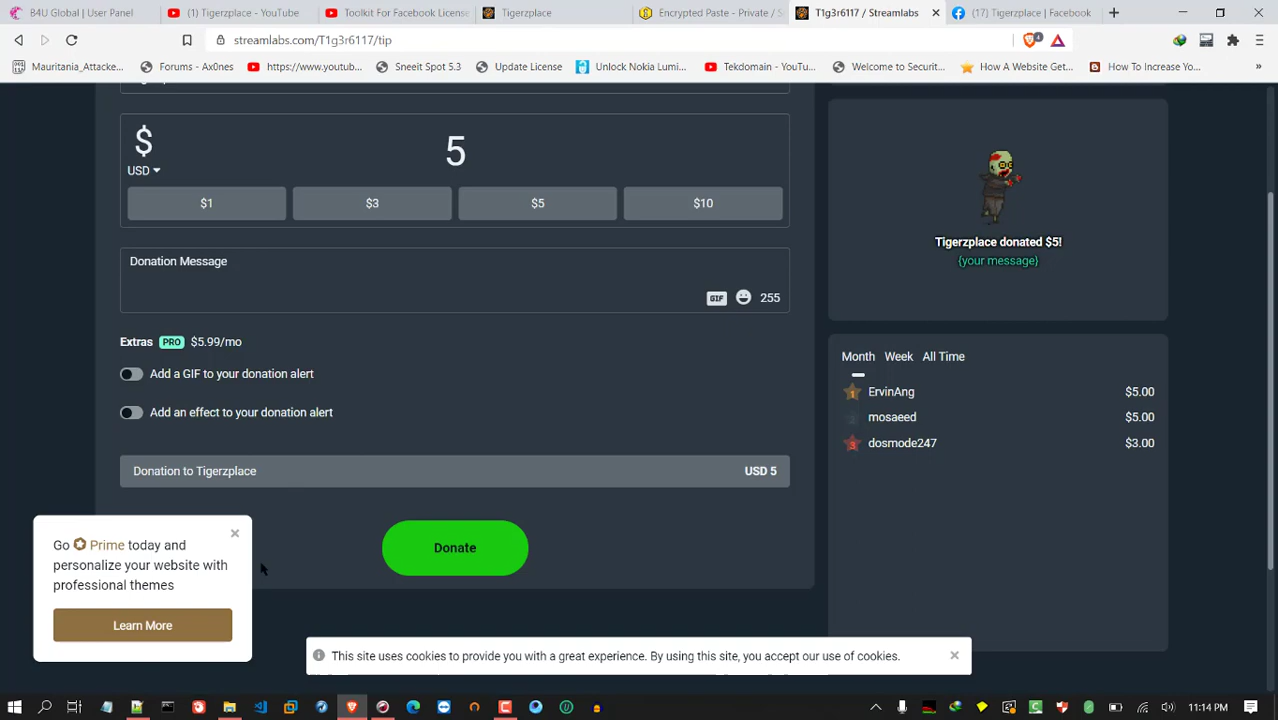 B4U Global | User Panel
(1) Tigerzplace - YouTube
Toolkit For Facebook License
Tigerzplace
Encrypted Paste - Private / S
T1g3r6117 / Streamlabs
(17) Tigerzplace | Facebook
streamlabs.com/T1g3r6117/tip
4
Mauritania_Attacke...
Forums - Ax0nes
https://www.youtub...
Sneeit Spot 5.3
Update License
Unlock Nokia Lumi...
Tekdomain - YouTu...
Welcome to Securit...
How A Website Get...
How To Increase Yo...
»
$
5
USD
$1
$3
$5
$10
Donation Message
GIF
255
Extras PRO $5.99/mo
Add a GIF to your donation alert
Add an effect to your donation alert
Donation to Tigerzplace
USD 5
Donate
Tigerzplace donated $5!
{your message}
Month
Week
All Time
1 ErvinAng $5.00
2 mosaeed $5.00
3 dosmode247 $3.00
Go Prime today and
personalize your website with
professional themes
Learn More
This site uses cookies to provide you with a great experience. By using this site, you accept our use of cookies.
11:14 PM